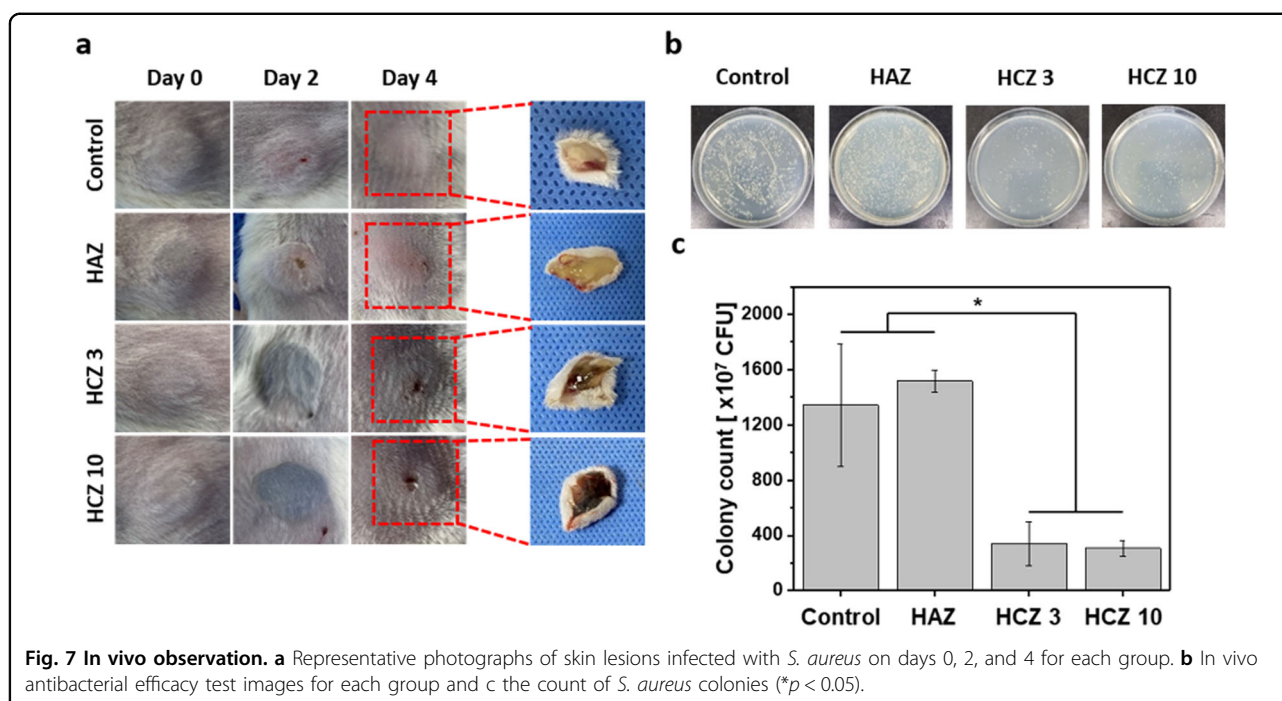 a
Day 0 Day 2 Day 4
Control
HAZ
HCZ 3
HCZ 10
b
Control HAZ HCZ 3 HCZ 10
c
Colony count [ x10⁷ CFU]
2000
1600
1200
800
400
0
*
Control HAZ HCZ 3 HCZ 10
Fig. 7 In vivo observation. a Representative photographs of skin lesions infected with S. aureus on days 0, 2, and 4 for each group. b In vivo
antibacterial efficacy test images for each group and c the count of S. aureus colonies (*p < 0.05).